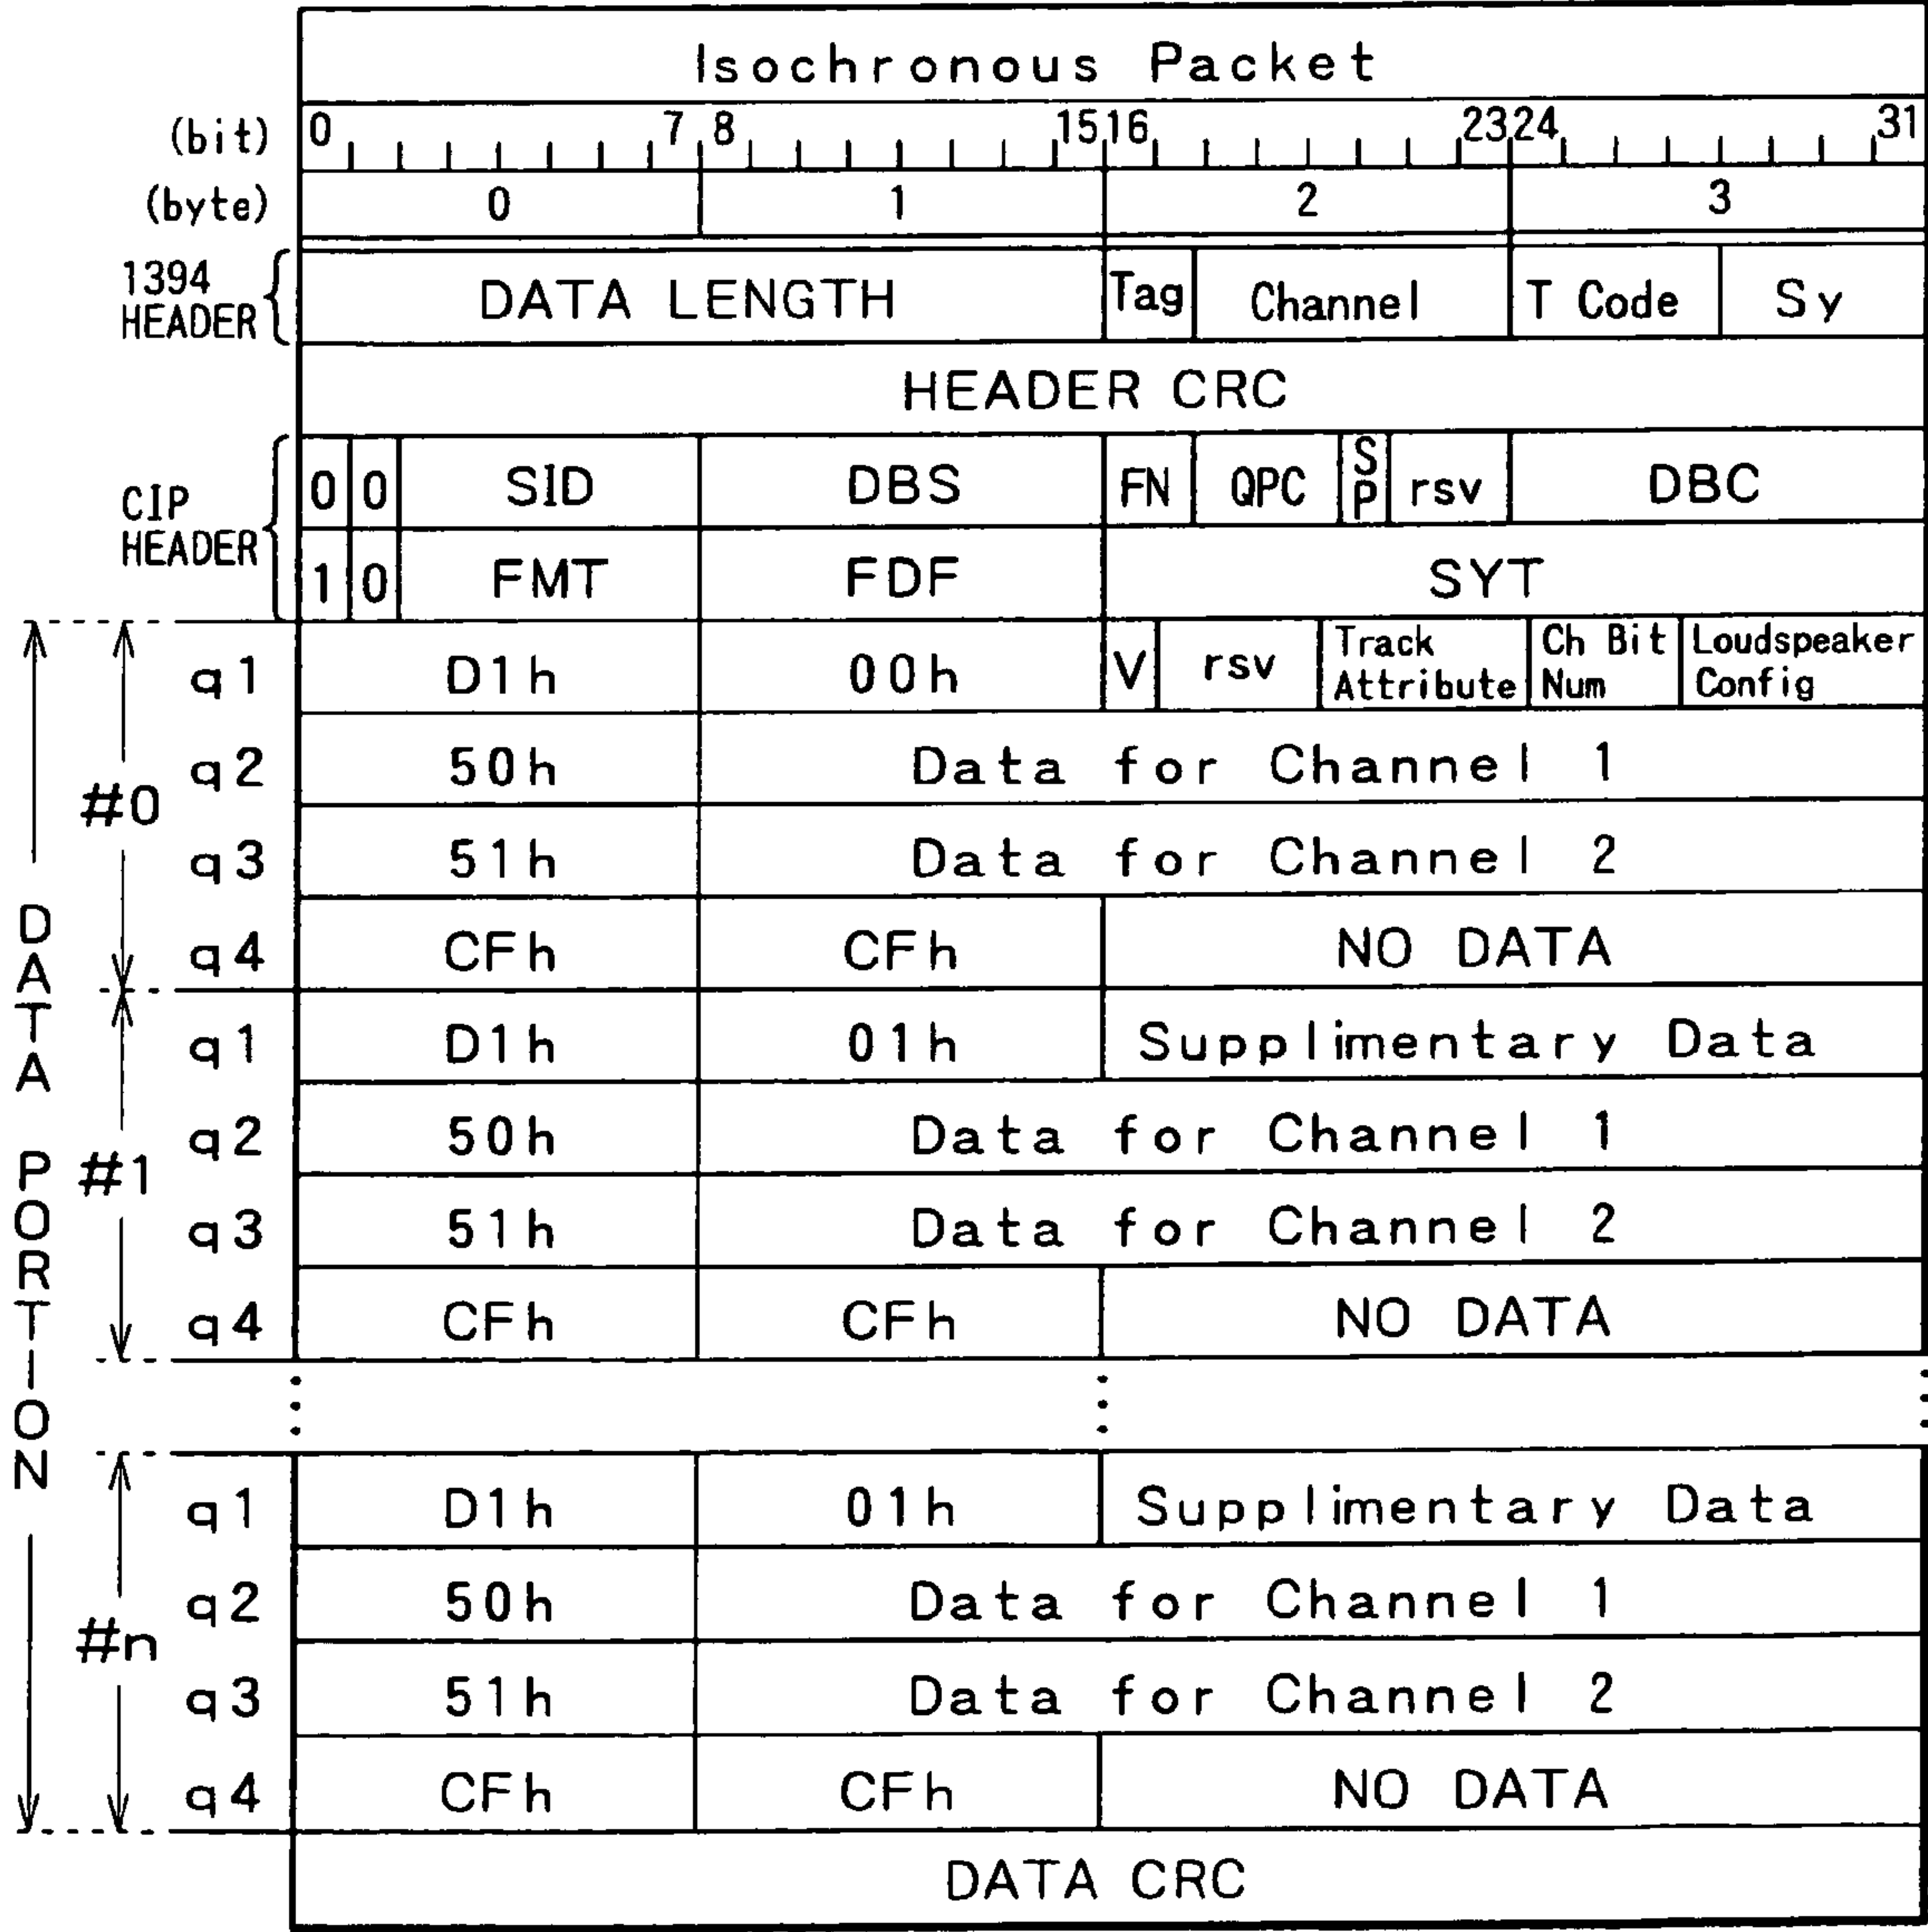 Isochronous Packet
(bit) 0 7 8 15 16 23 24 31
(byte) 0 1 2 3
1394 HEADER DATA LENGTH Tag Channel T Code Sy
HEADER CRC
CIP HEADER
0 0 SID DBS FN QPC SP rsv DBC
1 0 FMT FDF SYT
DATA PORTION
#0
q1 D1h 00h V rsv Track Attribute Ch Bit Num Loudspeaker Config
q2 50h Data for Channel 1
q3 51h Data for Channel 2
q4 CFh CFh NO DATA
#1
q1 D1h 01h Supplimentary Data
q2 50h Data for Channel 1
q3 51h Data for Channel 2
q4 CFh CFh NO DATA
#n
q1 D1h 01h Supplimentary Data
q2 50h Data for Channel 1
q3 51h Data for Channel 2
q4 CFh CFh NO DATA
DATA CRC